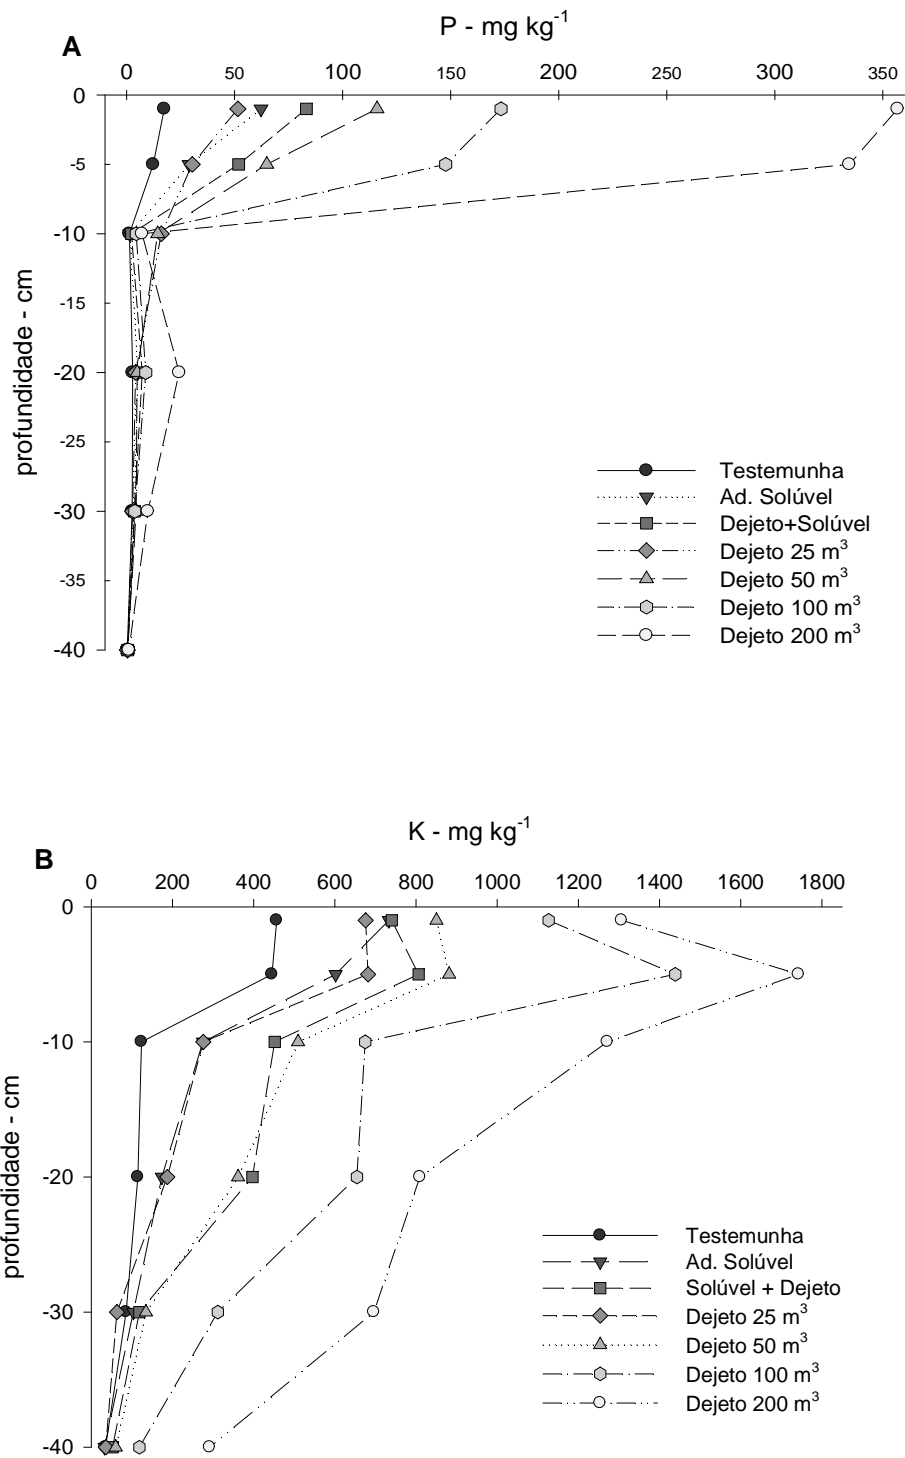 P - mg kg⁻¹
A
0 50 100 150 200 250 300 350
0
-5
-10
-15
-20
-25
-30
-35
-40
profundidade - cm
Testemunha
Ad. Solúvel
Dejeto+Solúvel
Dejeto 25 m³
Dejeto 50 m³
Dejeto 100 m³
Dejeto 200 m³
K - mg kg⁻¹
B
0 200 400 600 800 1000 1200 1400 1600 1800
0
-10
-20
-30
-40
profundidade - cm
Testemunha
Ad. Solúvel
Solúvel + Dejeto
Dejeto 25 m³
Dejeto 50 m³
Dejeto 100 m³
Dejeto 200 m³